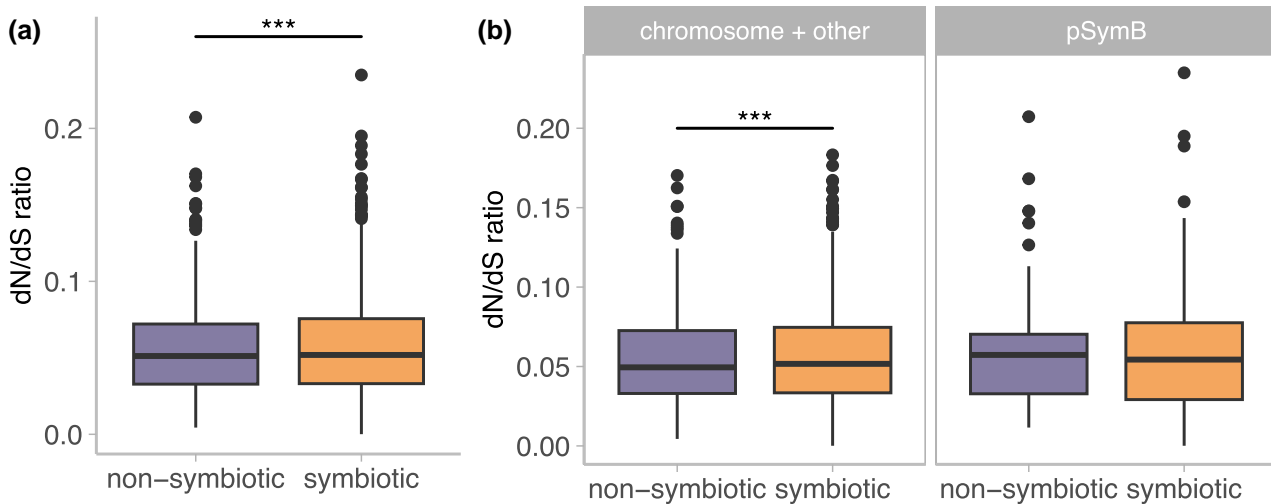 (a)
***
dN/dS ratio
0.2
0.1
0.0
non−symbiotic symbiotic
(b)
chromosome + other
pSymB
***
dN/dS ratio
0.20
0.15
0.10
0.05
0.00
non−symbiotic symbiotic
non−symbiotic symbiotic